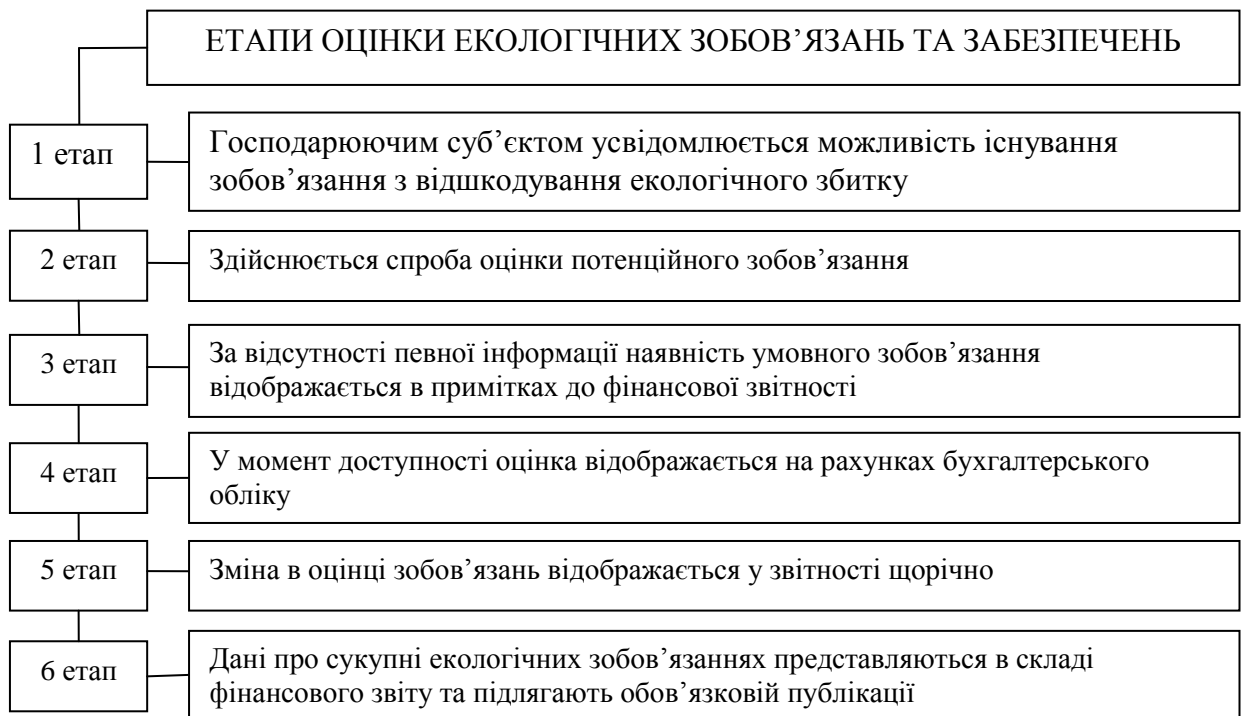 ЕТАПИ ОЦІНКИ ЕКОЛОГІЧНИХ ЗОБОВ’ЯЗАНЬ ТА ЗАБЕЗПЕЧЕНЬ
1 етап
Господарюючим суб’єктом усвідомлюється можливість існування
зобов’язання з відшкодування екологічного збитку
2 етап
Здійснюється спроба оцінки потенційного зобов’язання
3 етап
За відсутності певної інформації наявність умовного зобов’язання
відображається в примітках до фінансової звітності
4 етап
У момент доступності оцінка відображається на рахунках бухгалтерського
обліку
5 етап
Зміна в оцінці зобов’язань відображається у звітності щорічно
6 етап
Дані про сукупні екологічних зобов’язаннях представляються в складі
фінансового звіту та підлягають обов’язковій публікації